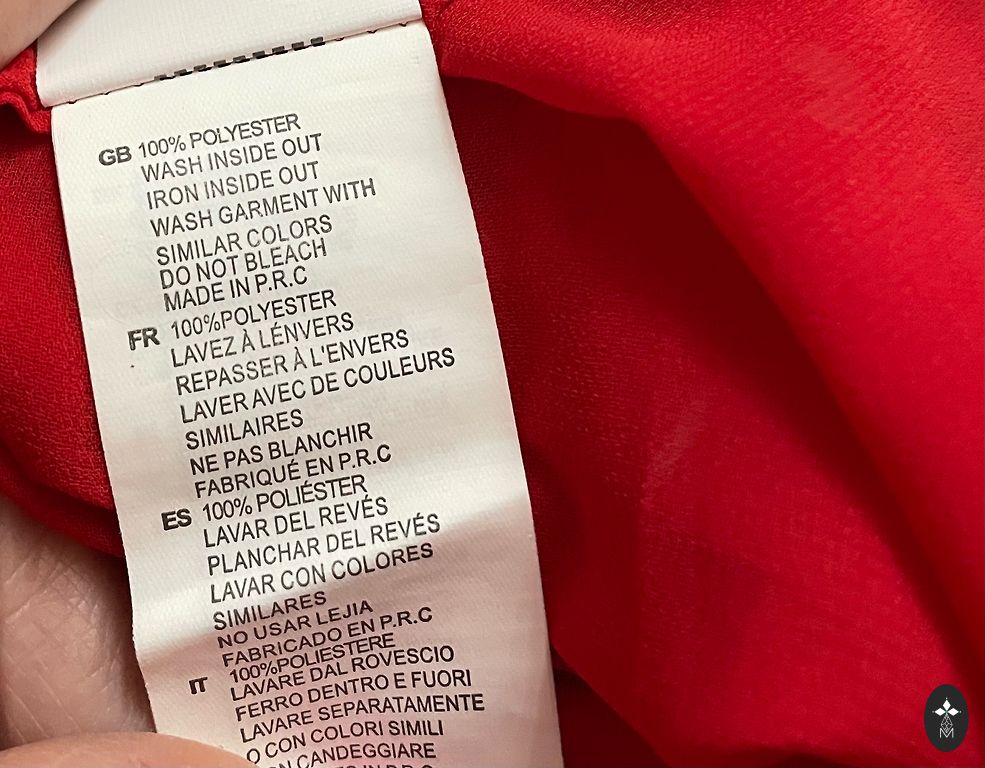 GB 100% POLYESTER
WASH INSIDE OUT
IRON INSIDE OUT
WASH GARMENT WITH
SIMILAR COLORS
DO NOT BLEACH
MADE IN P.R.C
FR 100%POLYESTER
LAVEZ À LÉNVERS
REPASSER À L'ENVERS
LAVER AVEC DE COULEURS
SIMILAIRES
NE PAS BLANCHIR
FABRIQUÉ EN P.R.C
ES 100% POLIÉSTER
LAVAR DEL REVÉS
PLANCHAR DEL REVÉS
LAVAR CON COLORES
SIMILARES
NO USAR LEJIA
FABRICADO EN P.R.C
IT 100%POLIESTERE
LAVARE DAL ROVESCIO
FERRO DENTRO E FUORI
LAVARE SEPARATAMENTE
O CON COLORI SIMILI
CANDEGGIARE
IN P.R.C